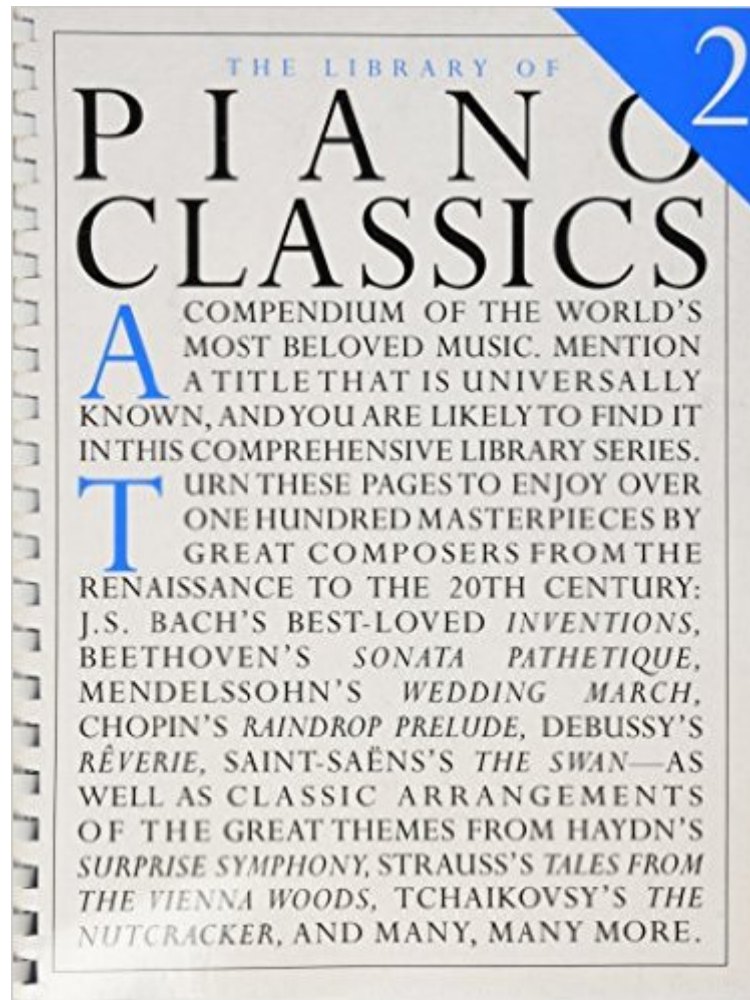 THE LIBRARY OF
2
PIANO
CLASSICS
A COMPENDIUM OF THE WORLD'S
MOST BELOVED MUSIC. MENTION
A TITLE THAT IS UNIVERSALLY
KNOWN, AND YOU ARE LIKELY TO FIND IT
IN THIS COMPREHENSIVE LIBRARY SERIES.
TURN THESE PAGES TO ENJOY OVER
ONE HUNDRED MASTERPIECES BY
GREAT COMPOSERS FROM THE
RENAISSANCE TO THE 20TH CENTURY:
J.S. BACH'S BEST-LOVED INVENTIONS,
BEETHOVEN'S SONATA PATHETIQUE,
MENDELSSOHN'S WEDDING MARCH,
CHOPIN'S RAINDROP PRELUDE, DEBUSSY'S
RÊVERIE, SAINT-SAËNS'S THE SWAN—AS
WELL AS CLASSIC ARRANGEMENTS
OF THE GREAT THEMES FROM HAYDN'S
SURPRISE SYMPHONY, STRAUSS'S TALES FROM
THE VIENNA WOODS, TCHAIKOVSY'S THE
NUTCRACKER, AND MANY, MANY MORE.